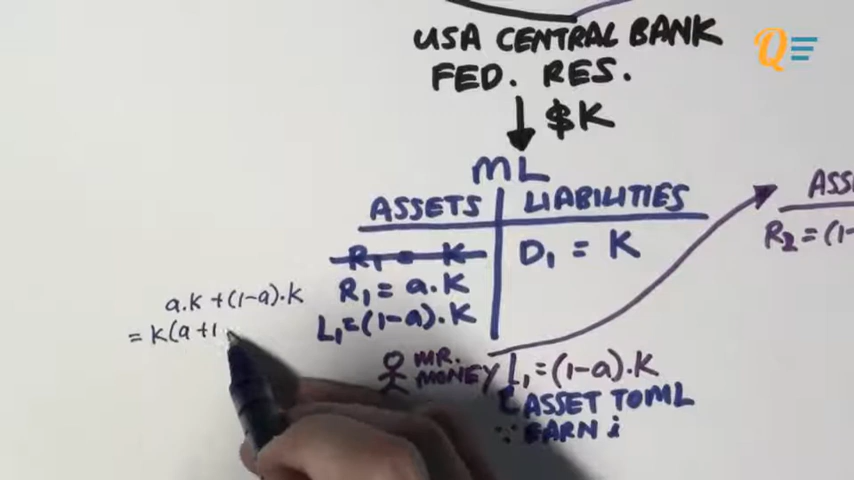 USA CENTRAL BANK
FED. RES.
$K
ML
ASSETS LIABILITIES
R1 = K D1 = K
R1 = a.K
L1=(1-a).K
a.K+(1-a).K
= K(a+1
MR. MONEY L1=(1-a).K
ASSET TO ML
∵ EARN i
R2=(1-
QE